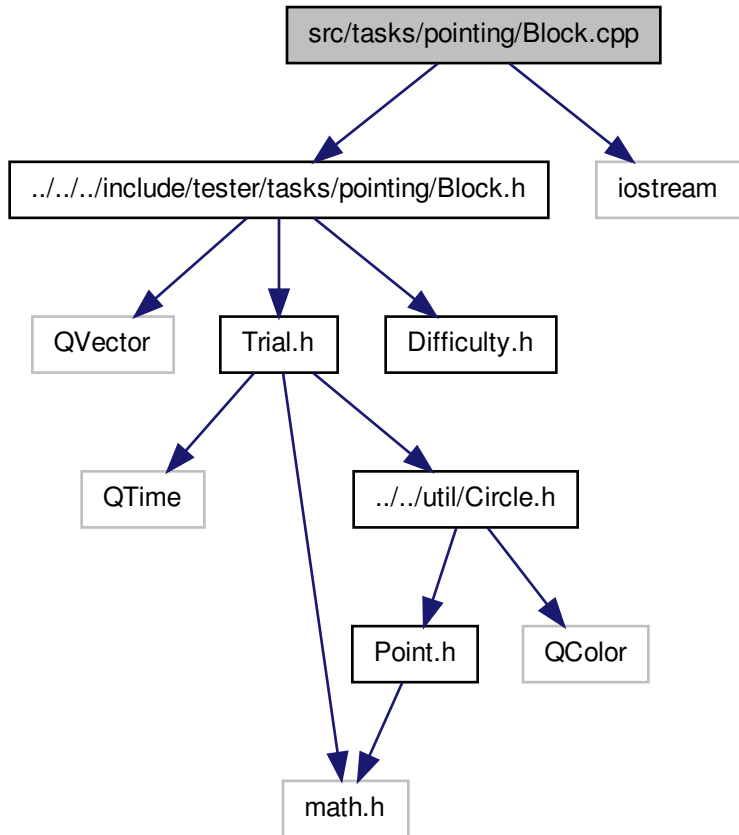 src/tasks/pointing/Block.cpp
../../../include/tester/tasks/pointing/Block.h
iostream
QVector
Trial.h
Difficulty.h
QTime
../../util/Circle.h
Point.h
QColor
math.h